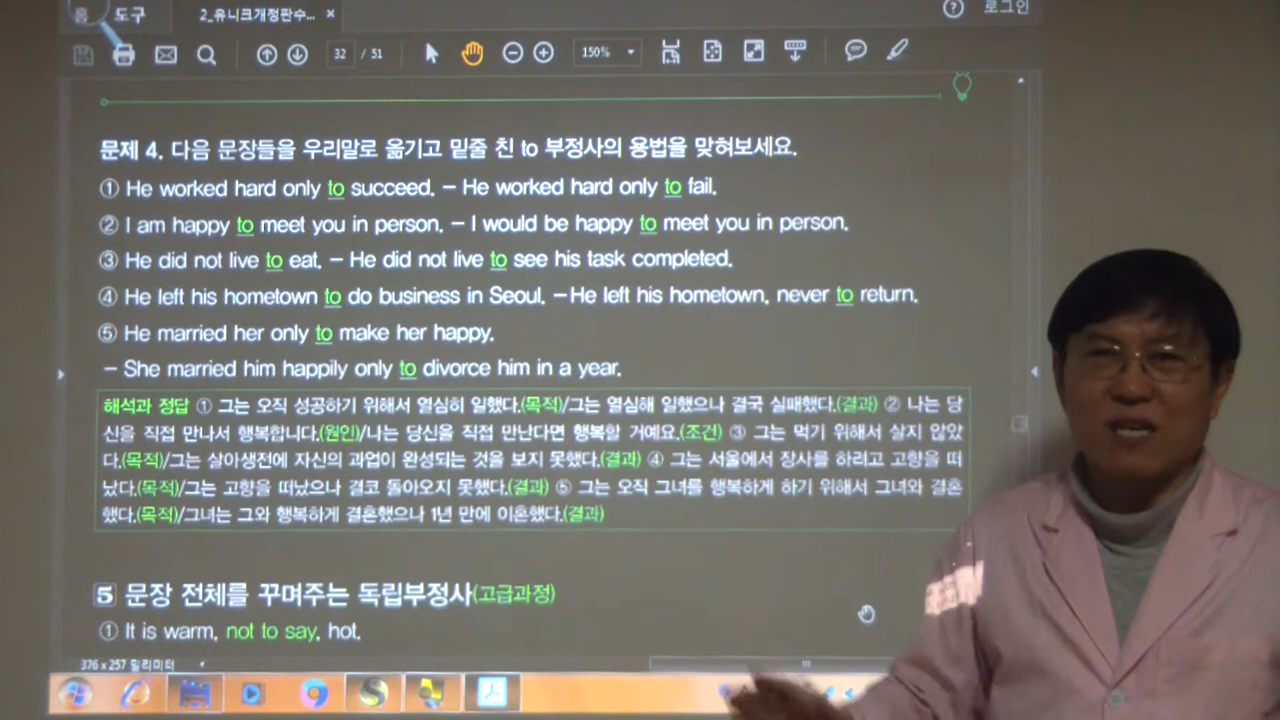 홈 도구 2_유니크개정판수... × ? 로그인
32 / 51 150%
문제 4. 다음 문장들을 우리말로 옮기고 밑줄 친 to 부정사의 용법을 맞혀보세요.
① He worked hard only to succeed. – He worked hard only to fail.
② I am happy to meet you in person. – I would be happy to meet you in person.
③ He did not live to eat. – He did not live to see his task completed.
④ He left his hometown to do business in Seoul. –He left his hometown, never to return.
⑤ He married her only to make her happy.
– She married him happily only to divorce him in a year.
해석과 정답 ① 그는 오직 성공하기 위해서 열심히 일했다.(목적)/그는 열심해 일했으나 결국 실패했다.(결과) ② 나는 당
신을 직접 만나서 행복합니다.(원인)/나는 당신을 직접 만난다면 행복할 거예요.(조건) ③ 그는 먹기 위해서 살지 않았
다.(목적)/그는 살아생전에 자신의 과업이 완성되는 것을 보지 못했다.(결과) ④ 그는 서울에서 장사를 하려고 고향을 떠
났다.(목적)/그는 고향을 떠났으나 결코 돌아오지 못했다.(결과) ⑤ 그는 오직 그녀를 행복하게 하기 위해서 그녀와 결혼
했다.(목적)/그녀는 그와 행복하게 결혼했으나 1년 만에 이혼했다.(결과)
5 문장 전체를 꾸며주는 독립부정사(고급과정)
① It is warm, not to say, hot.
376 x 257 밀리미터